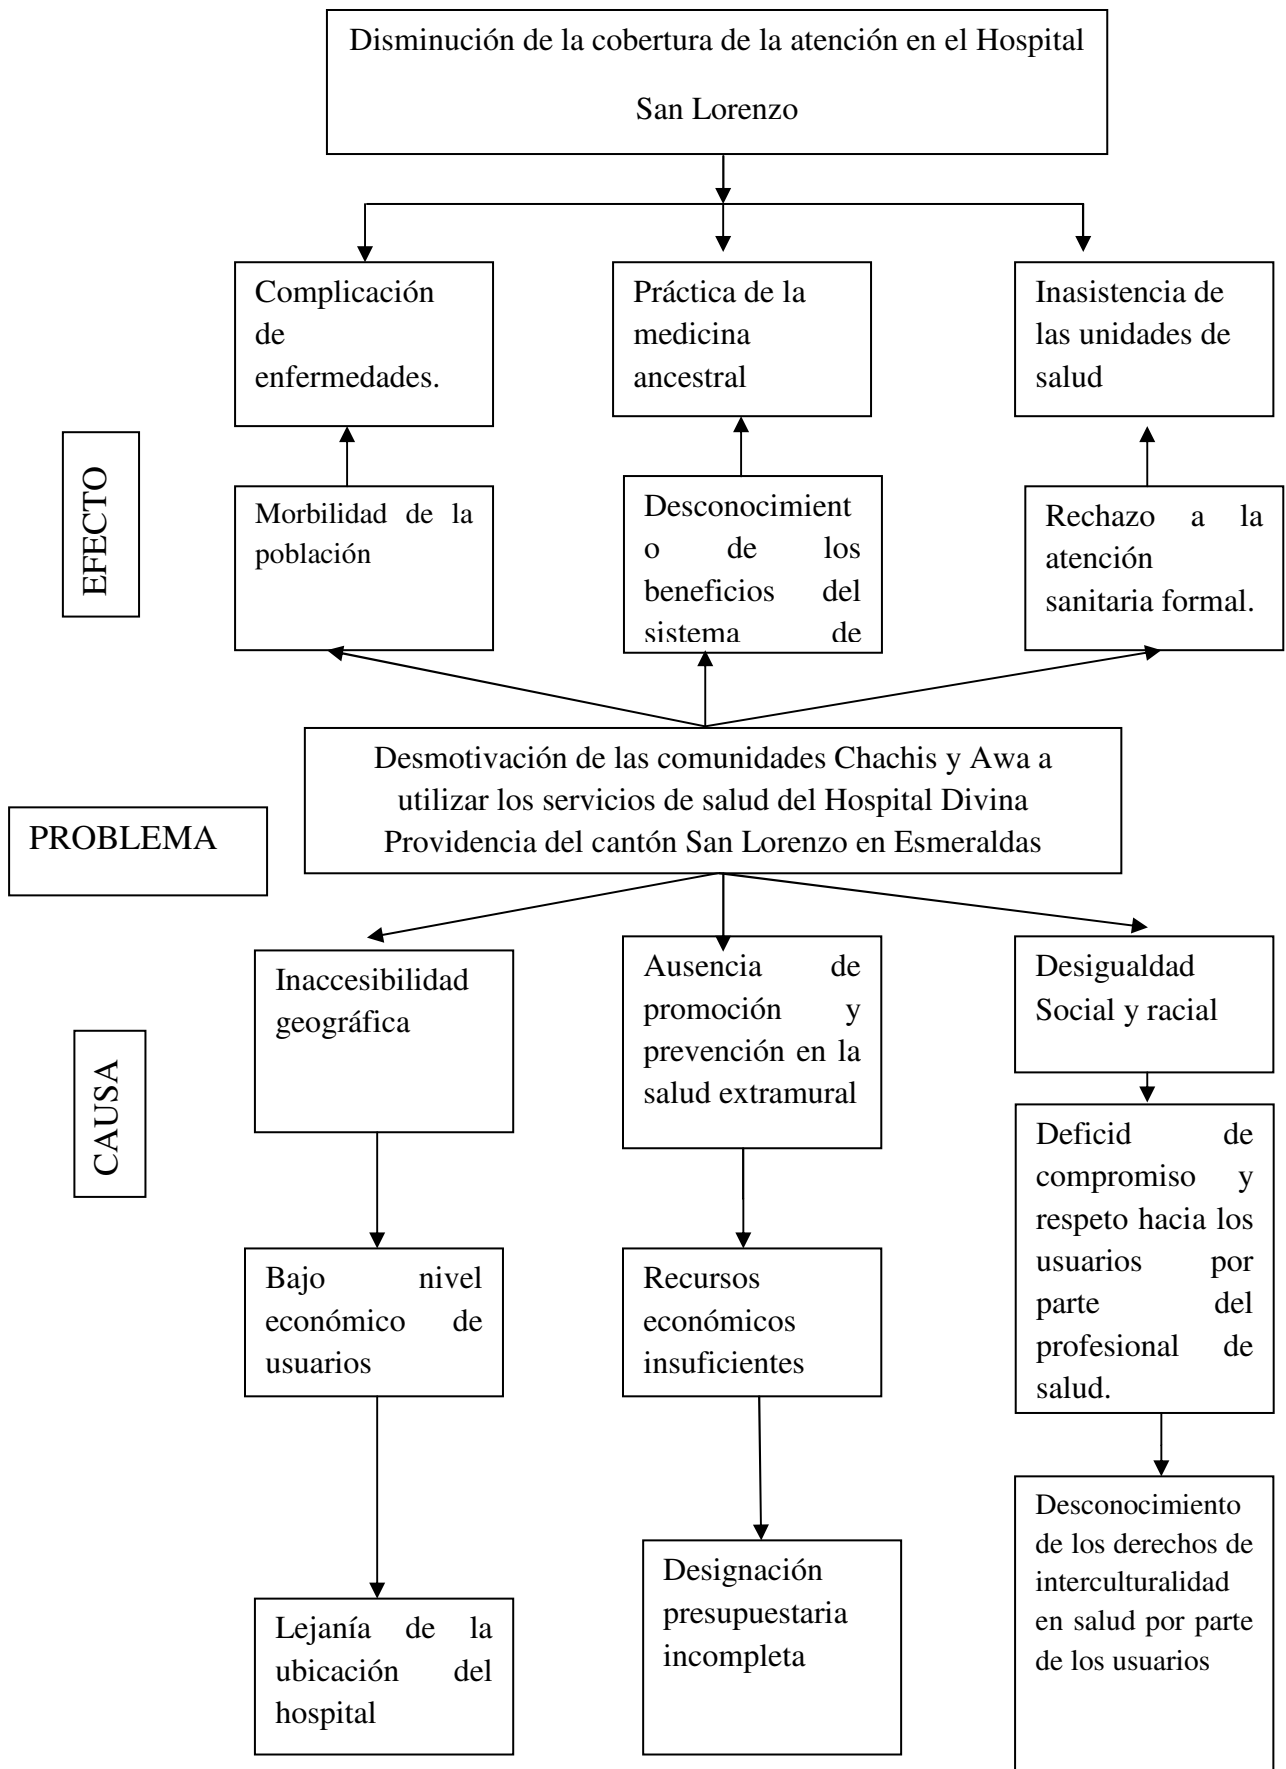 Disminución de la cobertura de la atención en el Hospital
San Lorenzo
Complicación
de
enfermedades.
Práctica de la
medicina
ancestral
Inasistencia de
las unidades de
salud
EFECTO
Morbilidad de la
población
Desconocimient
o de los
beneficios del
sistema de
Rechazo a la
atención
sanitaria formal.
Desmotivación de las comunidades Chachis y Awa a
utilizar los servicios de salud del Hospital Divina
Providencia del cantón San Lorenzo en Esmeraldas
PROBLEMA
Inaccesibilidad
geográfica
Ausencia de
promoción y
prevención en la
salud extramural
Desigualdad
Social y racial
CAUSA
Deficid de
compromiso y
respeto hacia los
usuarios por
parte del
profesional de
salud.
Bajo nivel
económico de
usuarios
Recursos
económicos
insuficientes
Desconocimiento
de los derechos de
interculturalidad
en salud por parte
de los usuarios
Designación
presupuestaria
incompleta
Lejanía de la
ubicación del
hospital